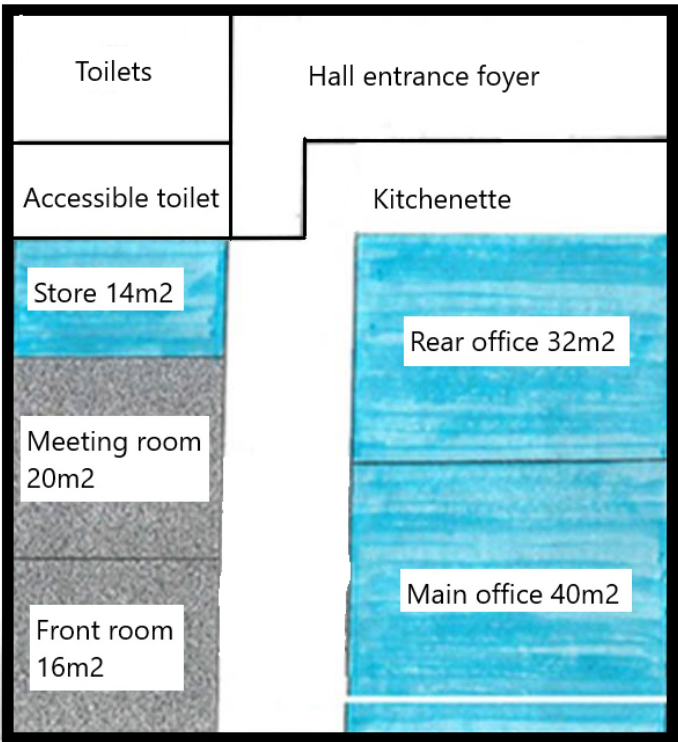 Toilets
Hall entrance foyer
Accessible toilet
Kitchenette
Store 14m2
Rear office 32m2
Meeting room
20m2
Main office 40m2
Front room
16m2